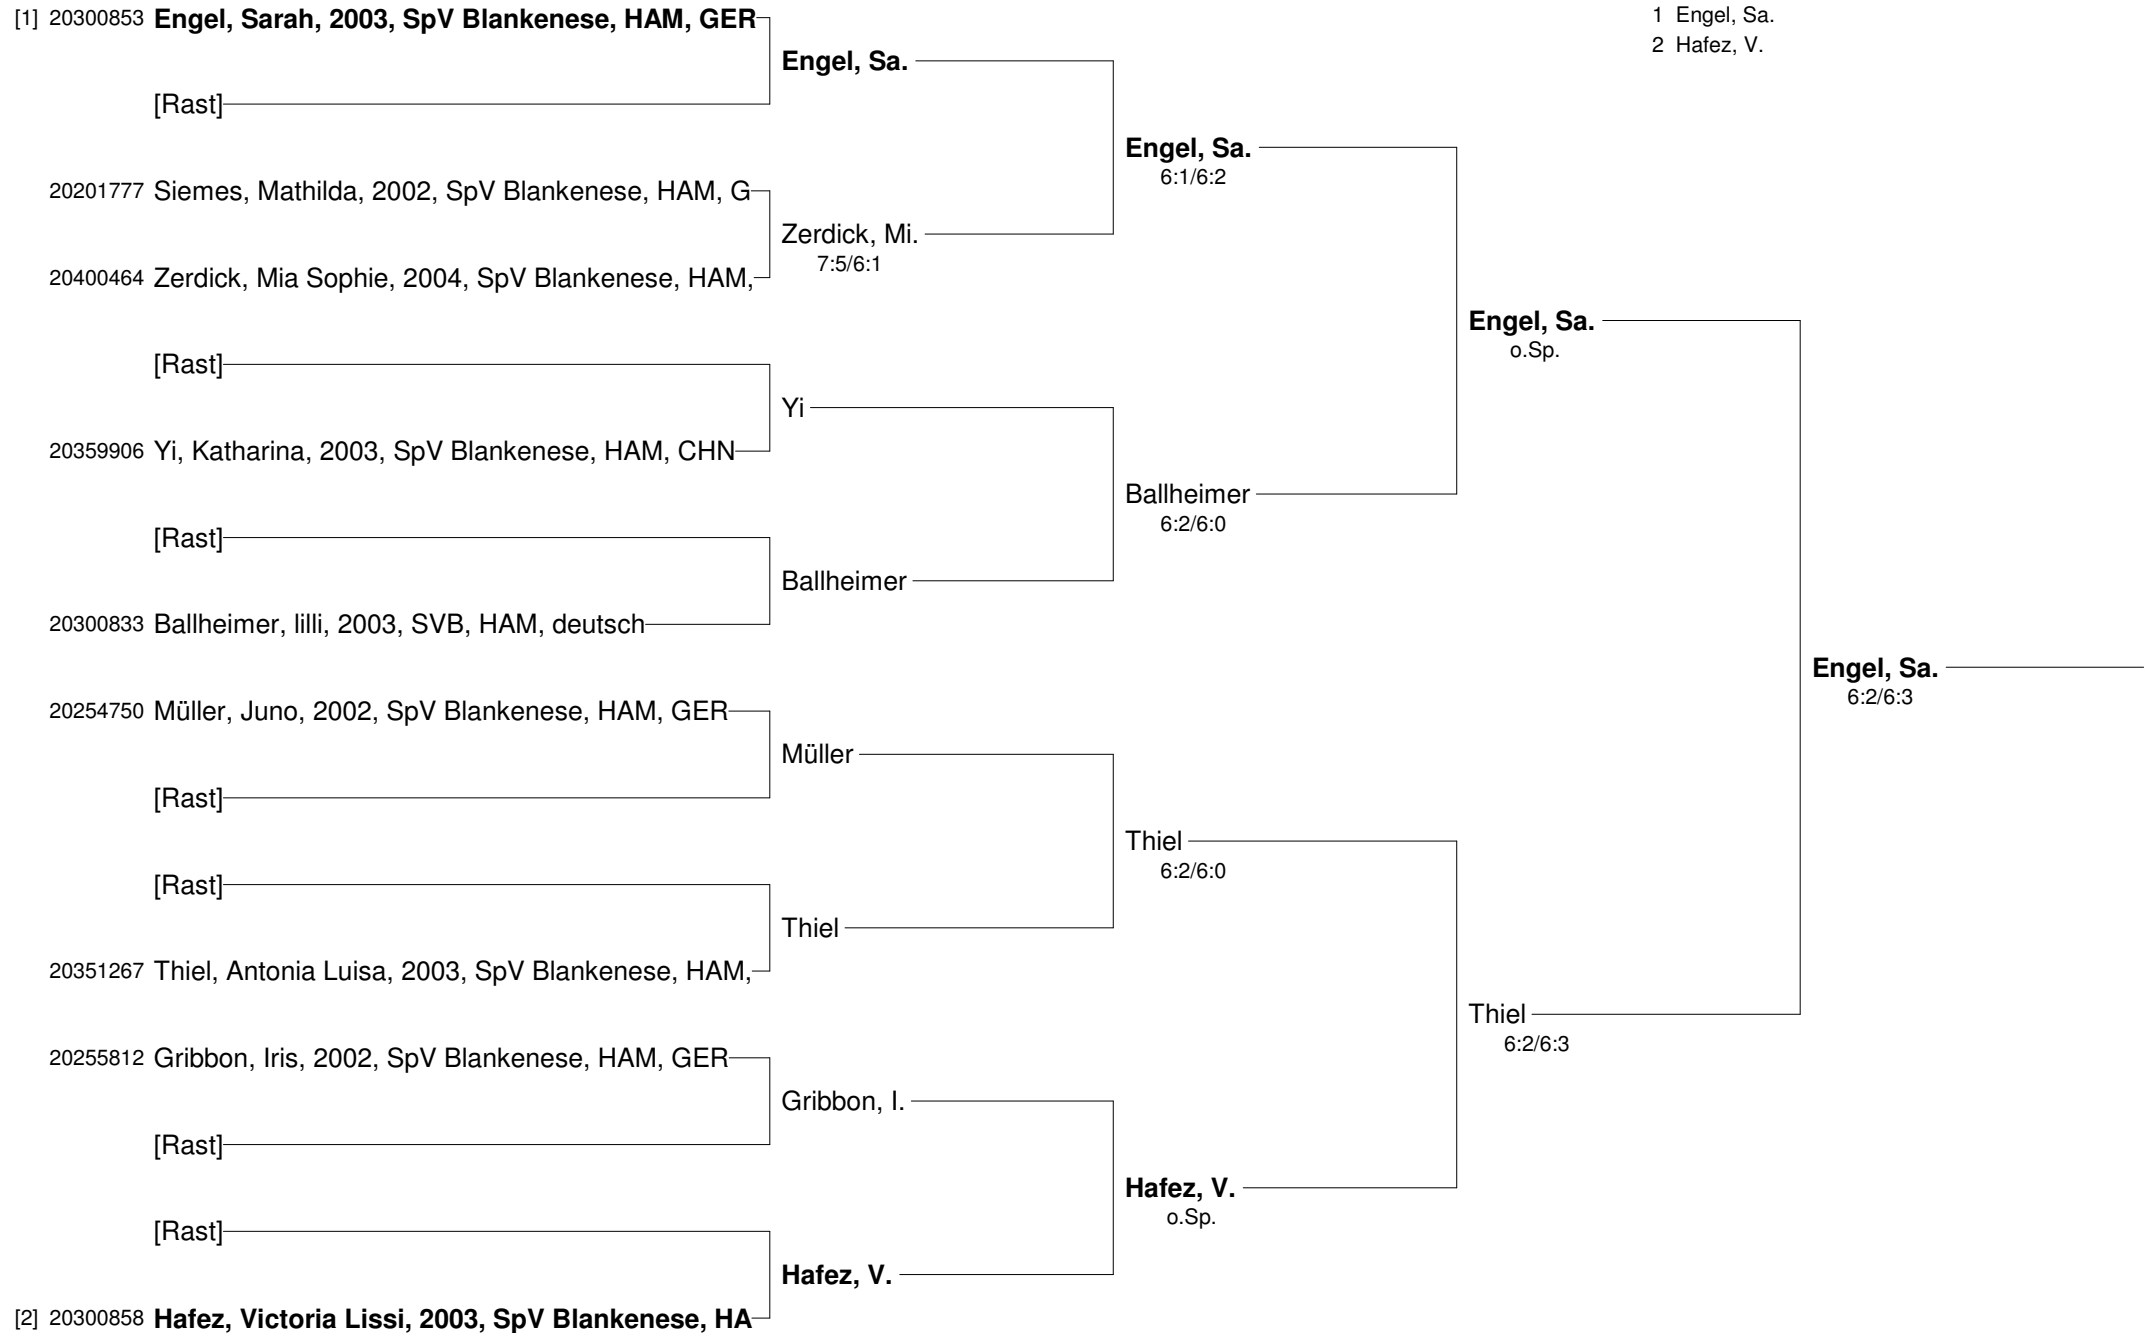 [1] 20300853 Engel, Sarah, 2003, SpV Blankenese, HAM, GER
[Rast]
20201777 Siemes, Mathilda, 2002, SpV Blankenese, HAM, G
20400464 Zerdick, Mia Sophie, 2004, SpV Blankenese, HAM,
[Rast]
20359906 Yi, Katharina, 2003, SpV Blankenese, HAM, CHN
[Rast]
20300833 Ballheimer, lilli, 2003, SVB, HAM, deutsch
20254750 Müller, Juno, 2002, SpV Blankenese, HAM, GER
[Rast]
[Rast]
20351267 Thiel, Antonia Luisa, 2003, SpV Blankenese, HAM,
20255812 Gribbon, Iris, 2002, SpV Blankenese, HAM, GER
[Rast]
[Rast]
[2] 20300858 Hafez, Victoria Lissi, 2003, SpV Blankenese, HA
Engel, Sa.
Zerdick, Mi.
7:5/6:1
Yi
Ballheimer
Müller
Thiel
Gribbon, I.
Hafez, V.
Engel, Sa.
6:1/6:2
Ballheimer
6:2/6:0
Thiel
6:2/6:0
Hafez, V.
o.Sp.
Engel, Sa.
o.Sp.
Thiel
6:2/6:3
Engel, Sa.
6:2/6:3
1 Engel, Sa.
2 Hafez, V.